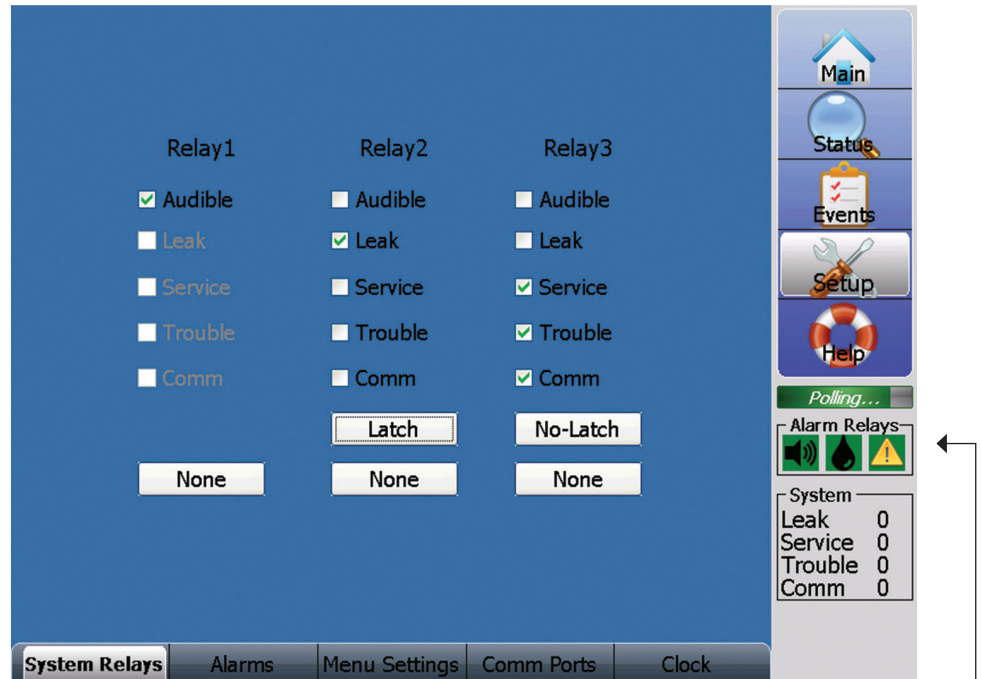 Relay1 Relay2 Relay3
Audible Audible Audible
Leak Leak Leak
Service Service Service
Trouble Trouble Trouble
Comm Comm Comm
Latch No-Latch
None None None
System Relays Alarms Menu Settings Comm Ports Clock
Main
Status
Events
Setup
Help
Polling...
Alarm Relays
System
Leak 0
Service 0
Trouble 0
Comm 0